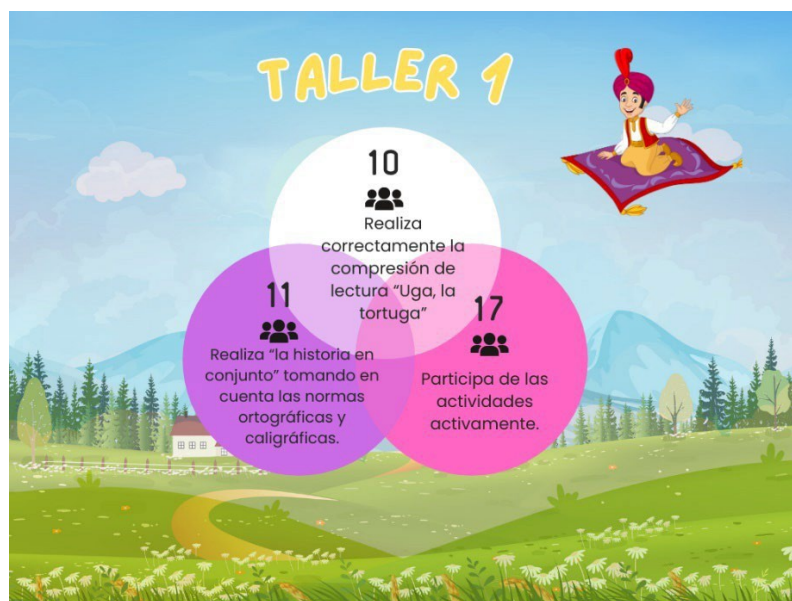 TALLER 1
10
Realiza
correctamente la
compresión de
lectura “Uga, la
tortuga”
11
Realiza “la historia en
conjunto” tomando en
cuenta las normas
ortográficas y
caligráficas.
17
Participa de las
actividades
activamente.